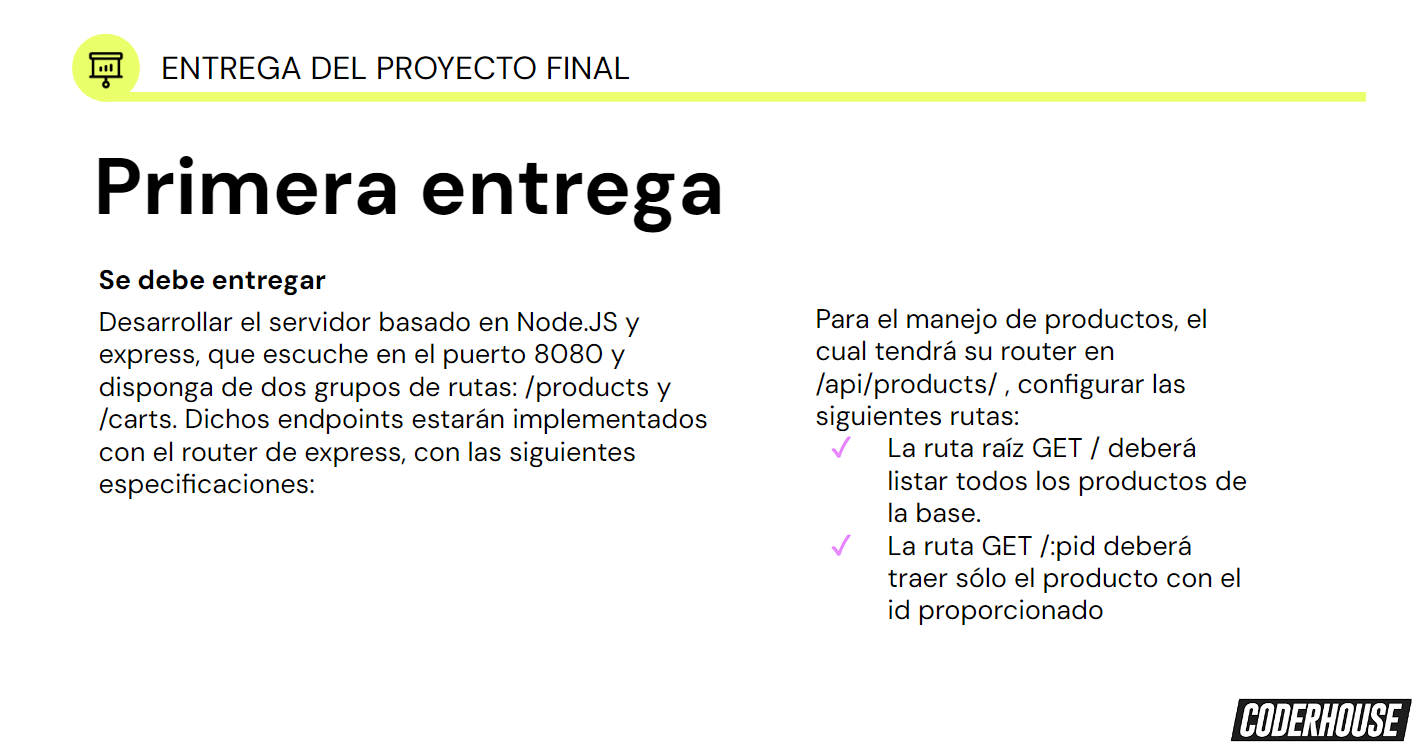 ENTREGA DEL PROYECTO FINAL
Primera entrega
Se debe entregar
Desarrollar el servidor basado en Node.JS y
express, que escuche en el puerto 8080 y
disponga de dos grupos de rutas: /products y
/carts. Dichos endpoints estarán implementados
con el router de express, con las siguientes
especificaciones:
Para el manejo de productos, el
cual tendrá su router en
/api/products/ , configurar las
siguientes rutas:
✓ La ruta raíz GET / deberá
listar todos los productos de
la base.
✓ La ruta GET /:pid deberá
traer sólo el producto con el
id proporcionado
CODERHOUSE